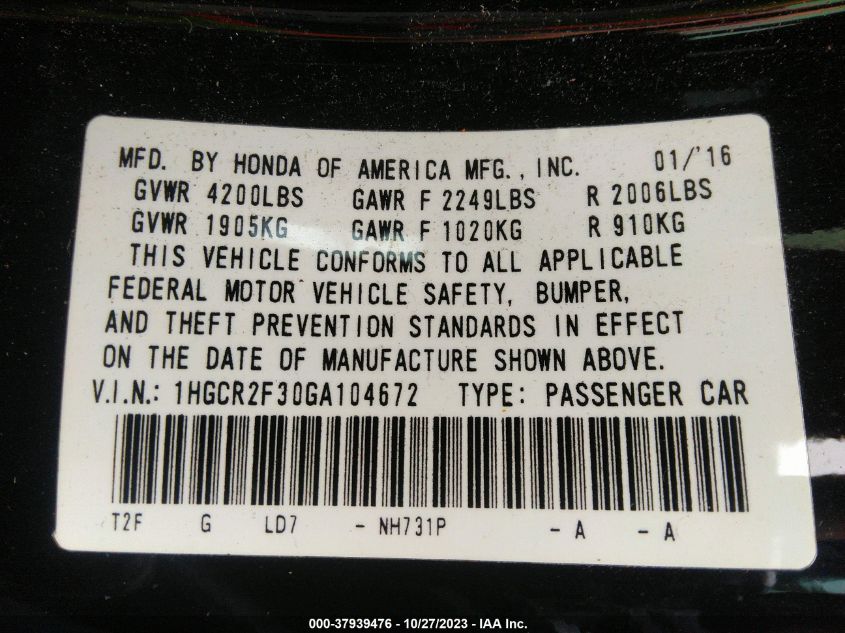 MFD. BY HONDA OF AMERICA MFG., INC. 01/'16
GVWR 4200LBS GAWR F 2249LBS R 2006LBS
GVWR 1905KG GAWR F 1020KG R 910KG
THIS VEHICLE CONFORMS TO ALL APPLICABLE
FEDERAL MOTOR VEHICLE SAFETY, BUMPER,
AND THEFT PREVENTION STANDARDS IN EFFECT
ON THE DATE OF MANUFACTURE SHOWN ABOVE.
V.I.N.: 1HGCR2F30GA104672 TYPE: PASSENGER CAR
T2F G LD7 - NH731P - A - A
000-37939476 - 10/27/2023 - IAA Inc.